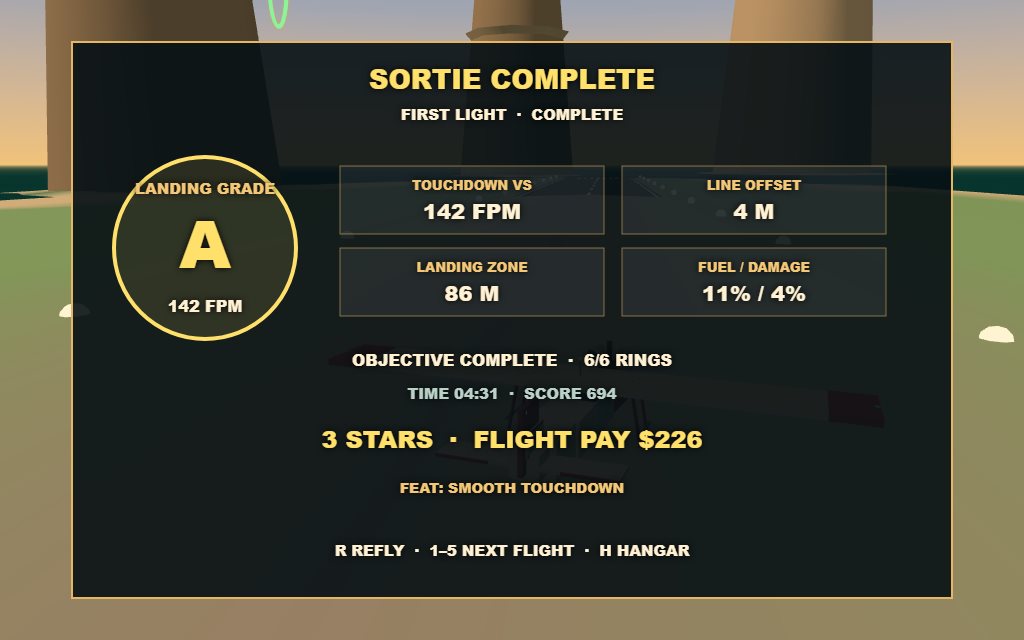 SORTIE COMPLETE
FIRST LIGHT · COMPLETE
LANDING GRADE
A
142 FPM
TOUCHDOWN VS
142 FPM
LINE OFFSET
4 M
LANDING ZONE
86 M
FUEL / DAMAGE
11% / 4%
OBJECTIVE COMPLETE · 6/6 RINGS
TIME 04:31 · SCORE 694
3 STARS · FLIGHT PAY $226
FEAT: SMOOTH TOUCHDOWN
R REFLY · 1–5 NEXT FLIGHT · H HANGAR